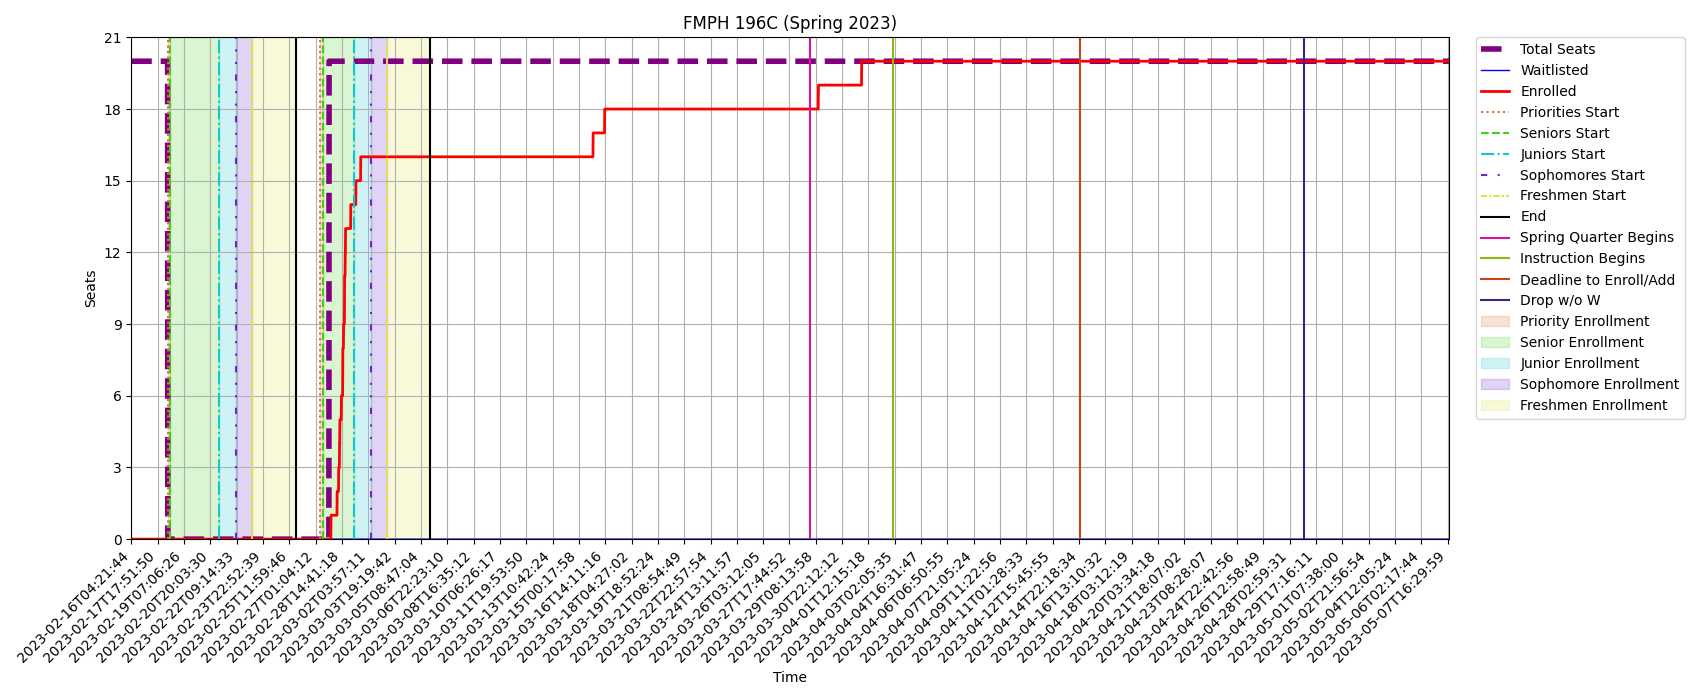 FMPH 196C (Spring 2023)
21
18
15
12
9
6
3
0
Seats
2023-02-16T04:21:44
2023-02-17T17:51:50
2023-02-19T07:06:26
2023-02-20T20:03:30
2023-02-22T09:14:33
2023-02-23T22:52:39
2023-02-25T11:59:46
2023-02-27T01:04:12
2023-02-28T14:41:18
2023-03-02T03:57:11
2023-03-03T19:19:42
2023-03-05T08:47:04
2023-03-06T22:23:10
2023-03-08T16:35:12
2023-03-10T06:26:17
2023-03-11T19:53:50
2023-03-13T10:42:24
2023-03-15T00:17:58
2023-03-16T14:11:16
2023-03-18T04:27:02
2023-03-19T18:52:24
2023-03-21T08:54:49
2023-03-22T22:57:54
2023-03-24T13:11:57
2023-03-26T03:12:05
2023-03-27T17:44:52
2023-03-29T08:13:58
2023-03-30T22:12:12
2023-04-01T12:15:18
2023-04-03T02:05:35
2023-04-04T16:31:47
2023-04-06T06:50:55
2023-04-07T21:05:24
2023-04-09T11:22:56
2023-04-11T01:28:33
2023-04-12T15:45:55
2023-04-14T22:18:34
2023-04-16T13:10:32
2023-04-18T03:12:19
2023-04-20T03:34:18
2023-04-21T18:07:02
2023-04-23T08:28:07
2023-04-24T22:42:56
2023-04-26T12:58:49
2023-04-28T02:59:31
2023-04-29T17:16:11
2023-05-01T07:38:00
2023-05-02T21:56:54
2023-05-04T12:05:24
2023-05-06T02:17:44
2023-05-07T16:29:59
Time
Total Seats
Waitlisted
Enrolled
Priorities Start
Seniors Start
Juniors Start
Sophomores Start
Freshmen Start
End
Spring Quarter Begins
Instruction Begins
Deadline to Enroll/Add
Drop w/o W
Priority Enrollment
Senior Enrollment
Junior Enrollment
Sophomore Enrollment
Freshmen Enrollment